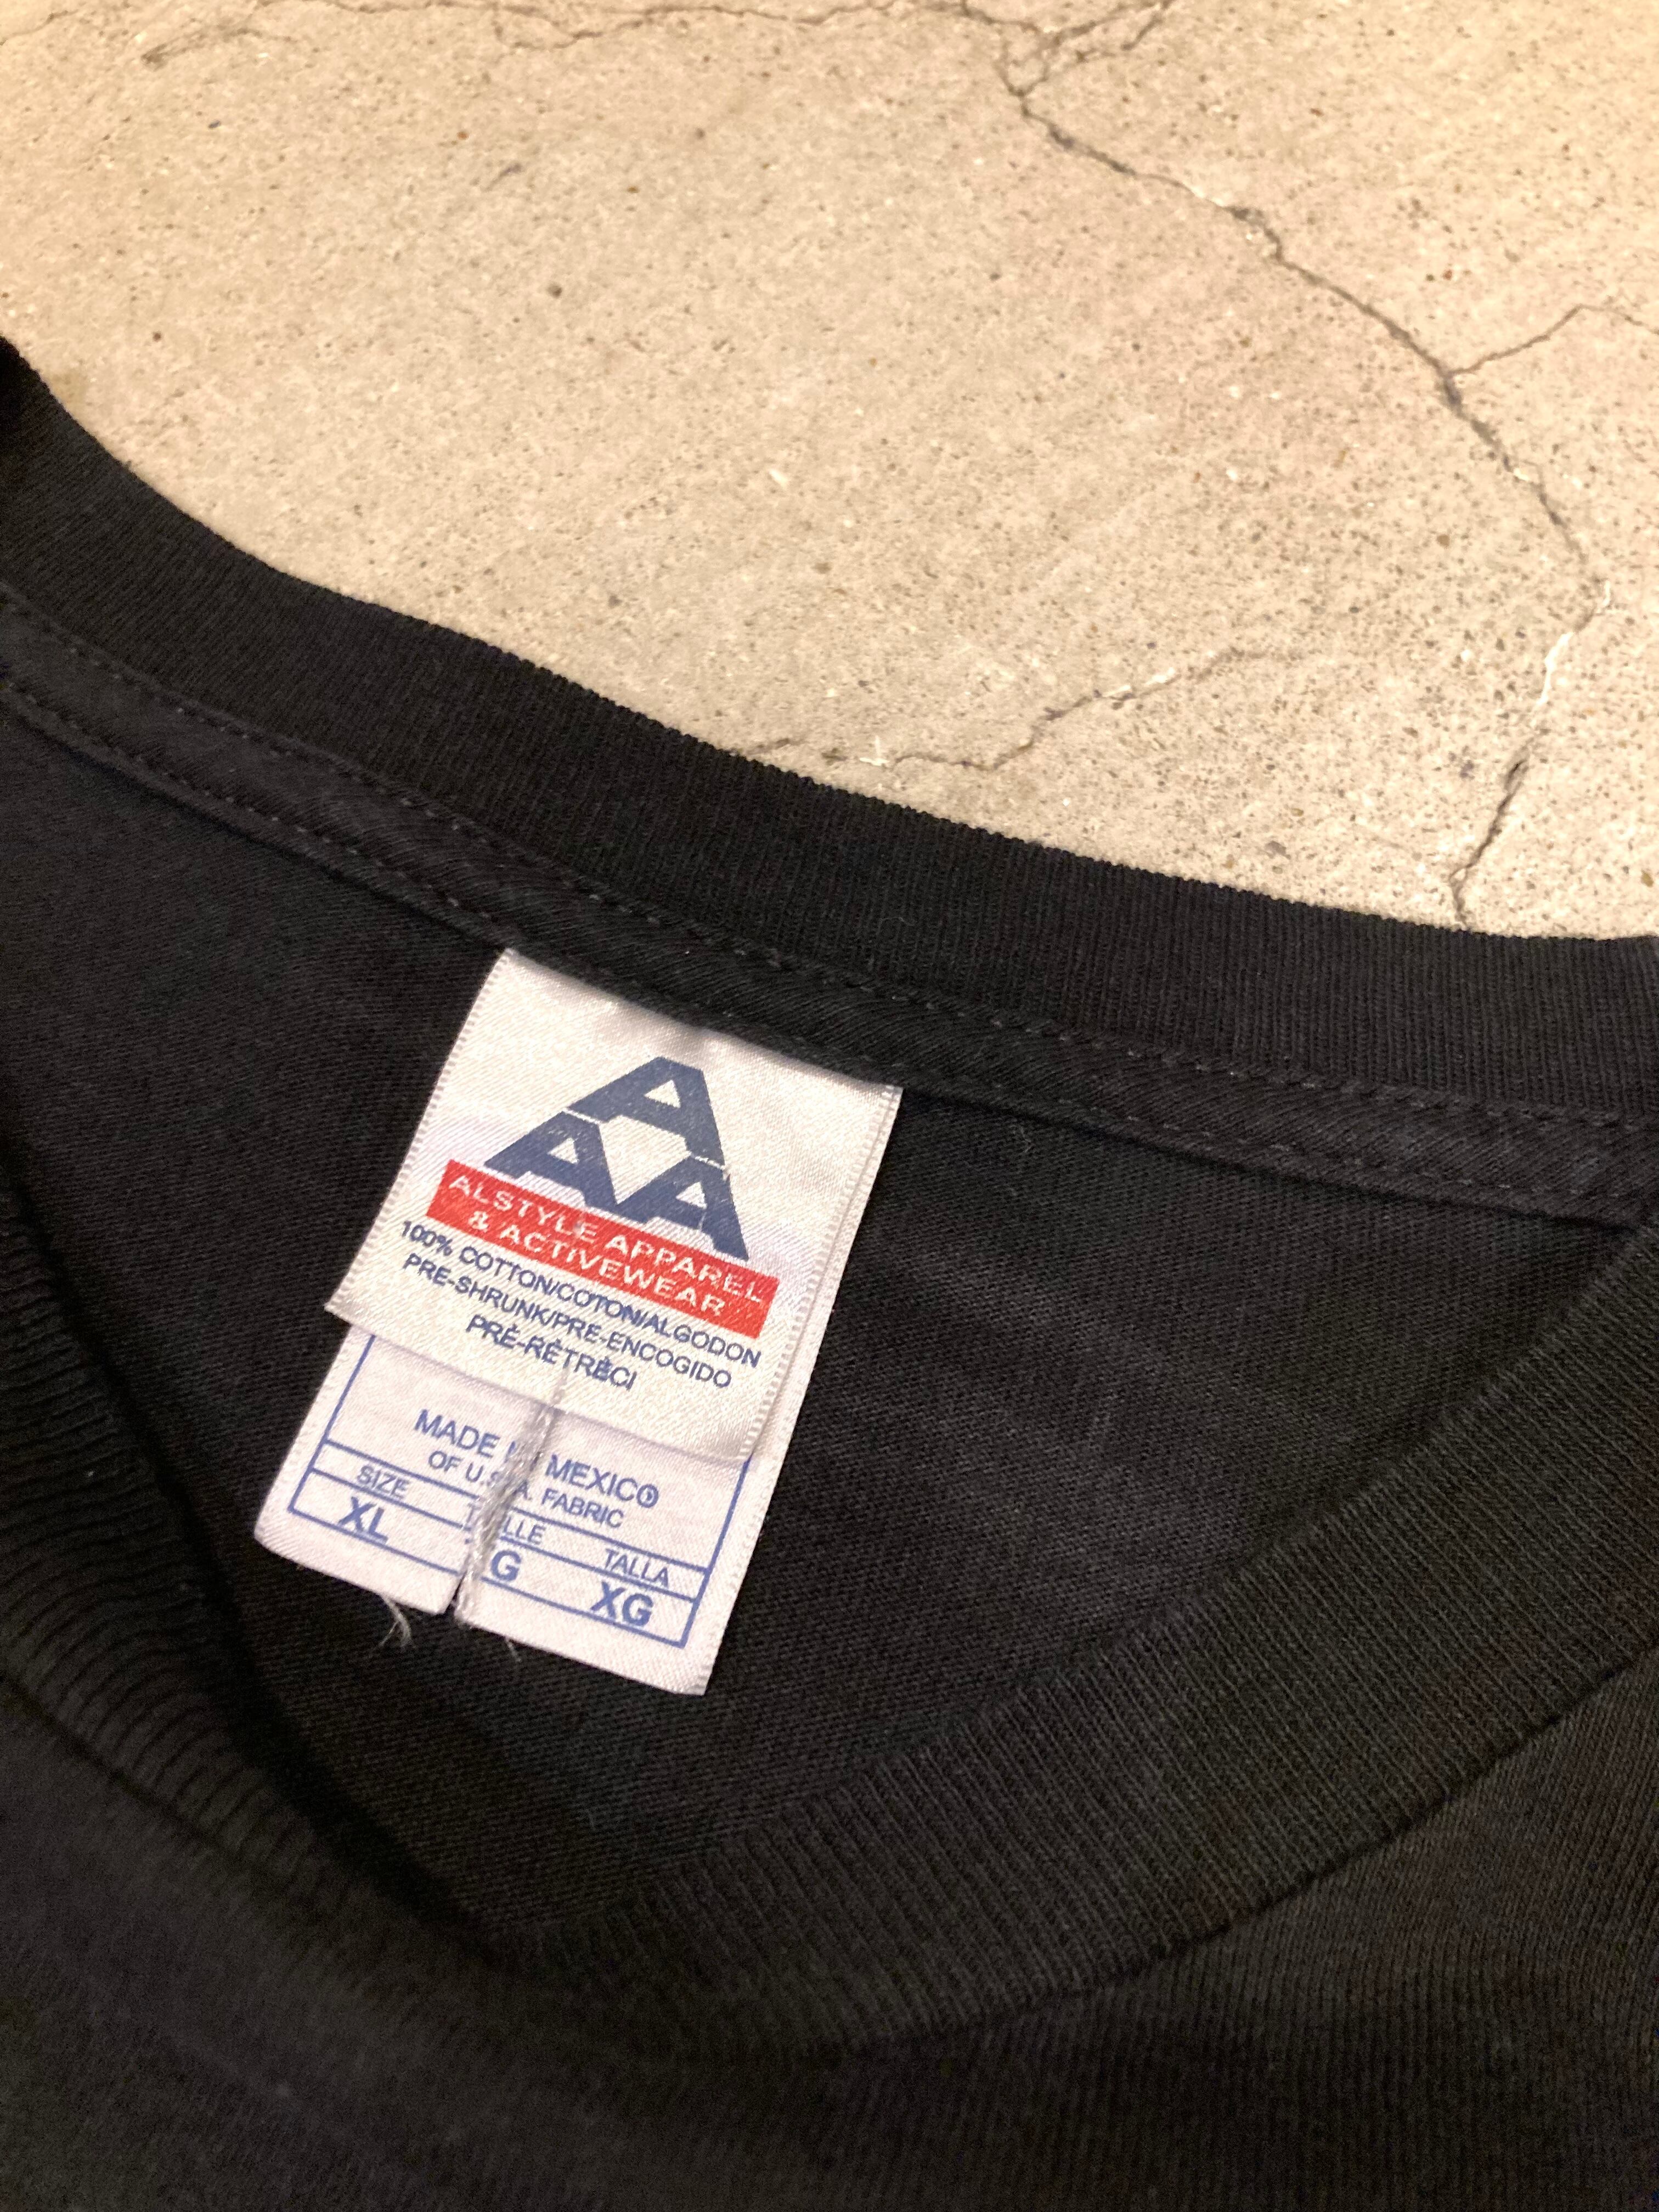 A
A A
ALSTYLE APPAREL
& ACTIVEWEAR
100% COTTON/COTON/ALGODON
PRE-SHRUNK/PRE-ENCOGIDO
PRÉ-RÉTRÉCI
MADE IN MEXICO
OF U.S.A. FABRIC
SIZE TAILLE TALLA
XL G XG